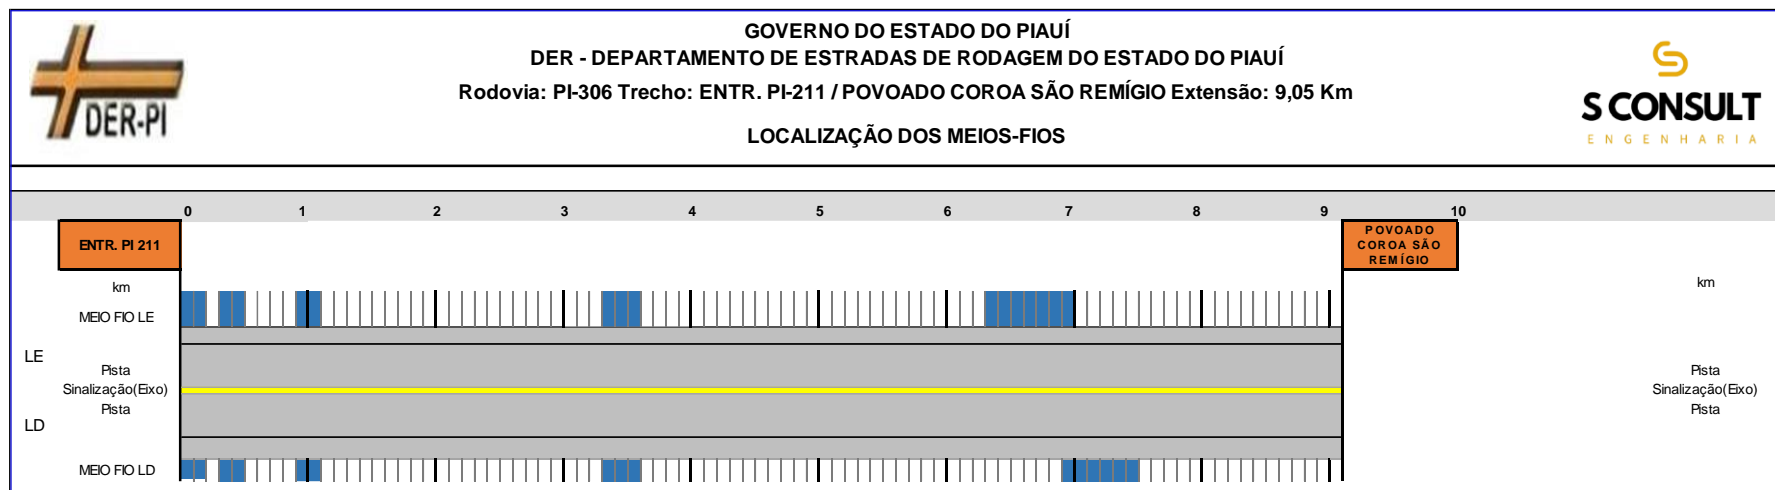 GOVERNO DO ESTADO DO PIAUÍ
DER - DEPARTAMENTO DE ESTRADAS DE RODAGEM DO ESTADO DO PIAUÍ
Rodovia: PI-306 Trecho: ENTR. PI-211 / POVOADO COROA SÃO REMÍGIO Extensão: 9,05 Km
LOCALIZAÇÃO DOS MEIOS-FIOS
DER-PI
S CONSULT
ENGENHARIA
0 1 2 3 4 5 6 7 8 9 10
ENTR. PI 211
POVOADO
COROA SÃO
REMÍGIO
km km
MEIO FIO LE
LE
Pista Pista
Sinalização(Eixo) Sinalização(Eixo)
Pista Pista
LD
MEIO FIO LD